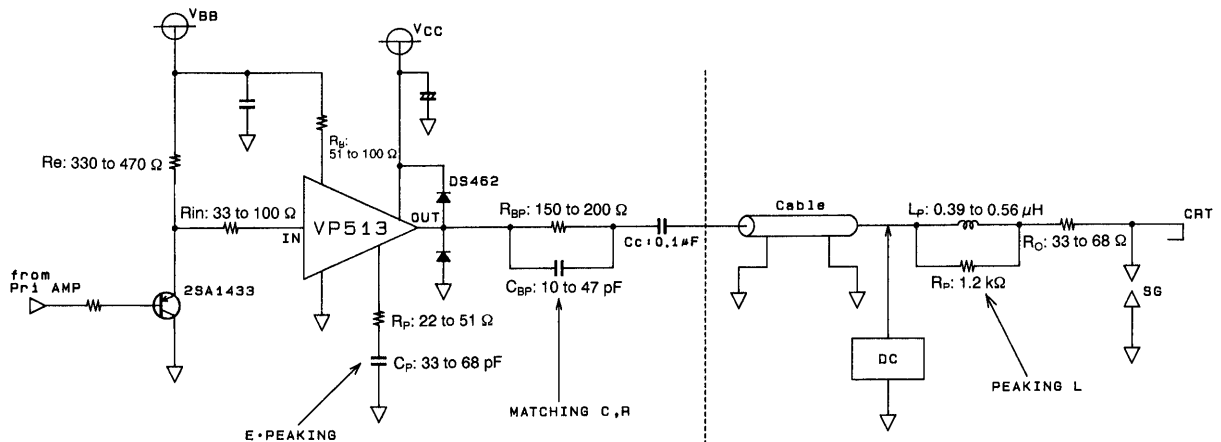 VBB
VCC
Re: 330 to 470 Ω
RB:
51 to 100 Ω
DS462
Rin: 33 to 100 Ω
IN
VP513
OUT
RBP: 150 to 200 Ω
Cc:0.1μF
Cable
LP: 0.39 to 0.56 μH
CRT
RO: 33 to 68 Ω
from
Pri AMP
2SA1433
CBP: 10 to 47 pF
RP: 1.2 kΩ
SG
RP: 22 to 51 Ω
CP: 33 to 68 pF
DC
E•PEAKING
MATCHING C,R
PEAKING L